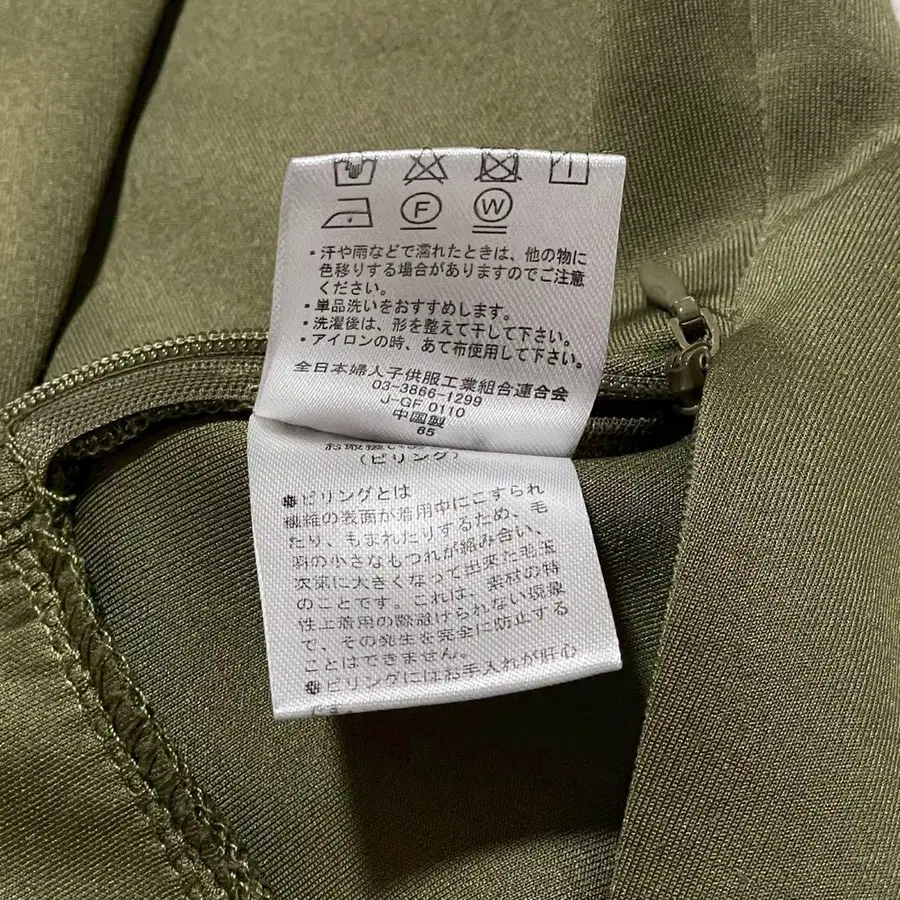 F W
・汗や雨などで濡れたときは、他の物に
色移りする場合がありますのでご注意
ください。
・単品洗いをおすすめします。
・洗濯後は、形を整えて干して下さい。
・アイロンの時、あて布使用して下さい。
全日本婦人子供服工業組合連合会
03-3866-1299
J-GF 0110
中國製
65
(ピリング)
ピリングとは
繊維の表面が着用中にこすられ
たり、もまれたりするため、毛
羽の小さなもつれが絡み合い、
次第に大きくなって出来た毛玉
のことです。これは、素材の特
性上着用の際避けられない現象
で、その発生を完全に防止する
ことはできません。
ピリングにはお手入れが肝心